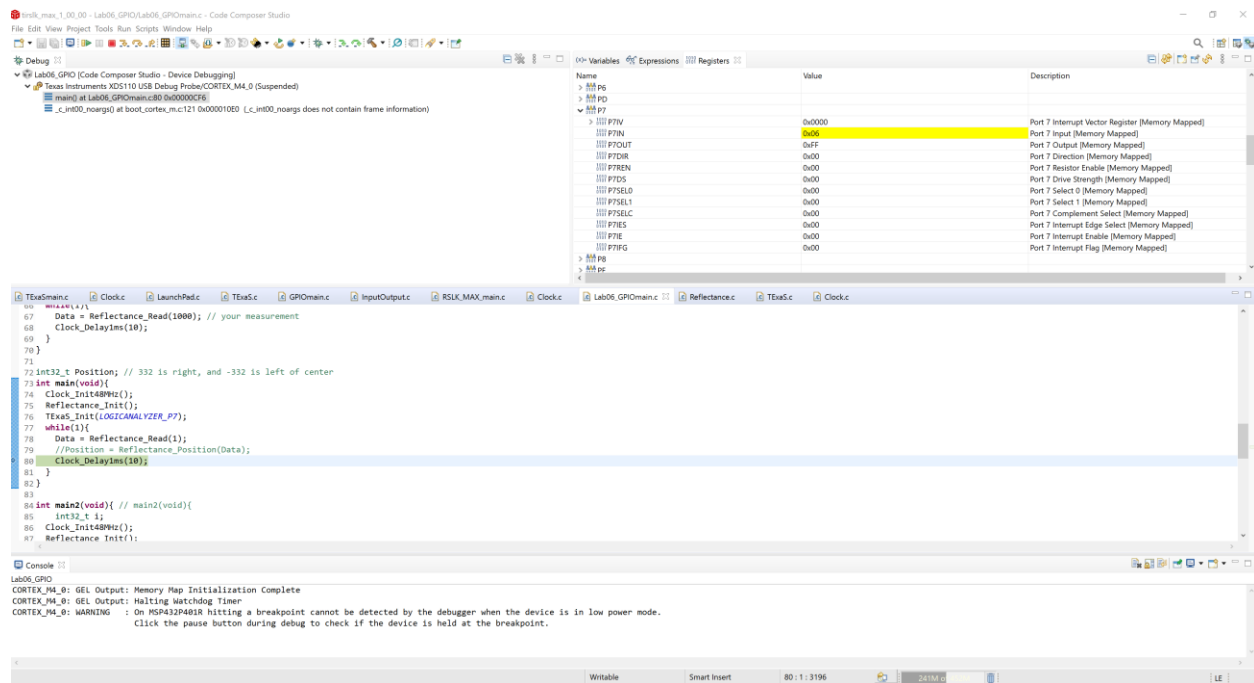 tirslk_max_1_00_00 - Lab06_GPIO/Lab06_GPIOmain.c - Code Composer Studio
File Edit View Project Tools Run Scripts Window Help
Debug
Lab06_GPIO [Code Composer Studio - Device Debugging]
Texas Instruments XDS110 USB Debug Probe/CORTEX_M4_0 (Suspended)
main() at Lab06_GPIOmain.c:80 0x00000CF6
_c_int00_noargs() at boot_cortex_m.c:121 0x000010E0 (_c_int00_noargs does not contain frame information)
(x)= Variables Expressions Registers
Name Value Description
P6
PD
P7
P7IV 0x0000 Port 7 Interrupt Vector Register [Memory Mapped]
P7IN 0x06 Port 7 Input [Memory Mapped]
P7OUT 0xFF Port 7 Output [Memory Mapped]
P7DIR 0x00 Port 7 Direction [Memory Mapped]
P7REN 0x00 Port 7 Resistor Enable [Memory Mapped]
P7DS 0x00 Port 7 Drive Strength [Memory Mapped]
P7SEL0 0x00 Port 7 Select 0 [Memory Mapped]
P7SEL1 0x00 Port 7 Select 1 [Memory Mapped]
P7SELC 0x00 Port 7 Complement Select [Memory Mapped]
P7IES 0x00 Port 7 Interrupt Edge Select [Memory Mapped]
P7IE 0x00 Port 7 Interrupt Enable [Memory Mapped]
P7IFG 0x00 Port 7 Interrupt Flag [Memory Mapped]
P8
PE
TExaSmain.c Clock.c LaunchPad.c TExaS.c GPIOmain.c InputOutput.c RSLK_MAX_main.c Clock.c Lab06_GPIOmain.c Reflectance.c TExaS.c Clock.c
66 while(1){
67 Data = Reflectance_Read(1000); // your measurement
68 Clock_Delay1ms(10);
69 }
70 }
71
72 int32_t Position; // 332 is right, and -332 is left of center
73 int main(void){
74 Clock_Init48MHz();
75 Reflectance_Init();
76 TExaS_Init(LOGICANALYZER_P7);
77 while(1){
78 Data = Reflectance_Read(1);
79 //Position = Reflectance_Position(Data);
80 Clock_Delay1ms(10);
81 }
82 }
83
84 int main2(void){ // main2(void){
85 int32_t i;
86 Clock_Init48MHz();
87 Reflectance_Init();
Console
Lab06_GPIO
CORTEX_M4_0: GEL Output: Memory Map Initialization Complete
CORTEX_M4_0: GEL Output: Halting Watchdog Timer
CORTEX_M4_0: WARNING : On MSP432P401R hitting a breakpoint cannot be detected by the debugger when the device is in low power mode.
Click the pause button during debug to check if the device is held at the breakpoint.
Writable Smart Insert 80 : 1 : 3196 241M LE